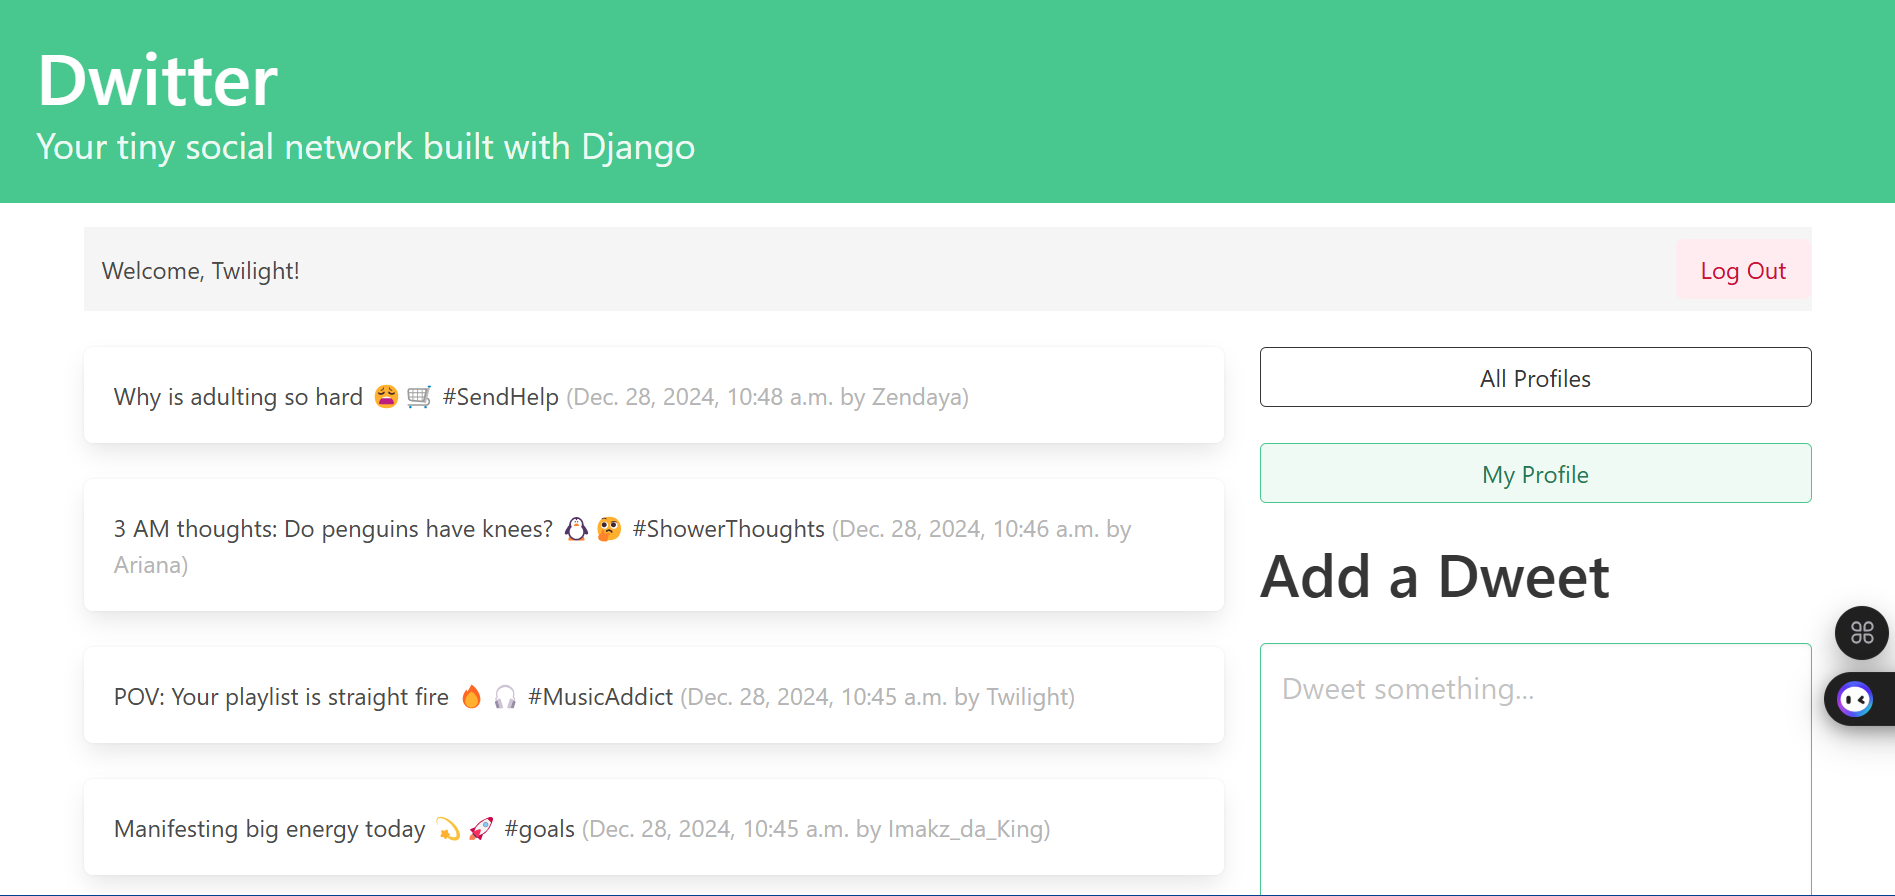 Dwitter
Your tiny social network built with Django
Welcome, Twilight!
Log Out
Why is adulting so hard 😩 🛒 #SendHelp (Dec. 28, 2024, 10:48 a.m. by Zendaya)
3 AM thoughts: Do penguins have knees? 🐧 🤔 #ShowerThoughts (Dec. 28, 2024, 10:46 a.m. by
Ariana)
POV: Your playlist is straight fire 🔥 🎧 #MusicAddict (Dec. 28, 2024, 10:45 a.m. by Twilight)
Manifesting big energy today 💫 🚀 #goals (Dec. 28, 2024, 10:45 a.m. by Imakz_da_King)
All Profiles
My Profile
Add a Dweet
Dweet something...